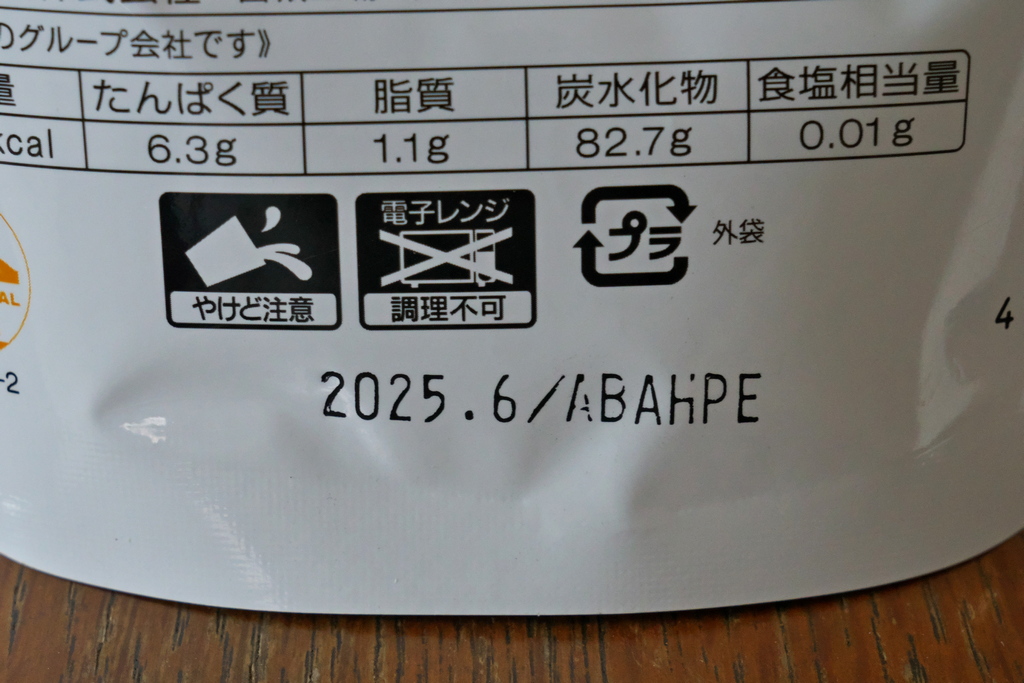 のグループ会社です》
量 たんぱく質 脂質 炭水化物 食塩相当量
kcal 6.3g 1.1g 82.7g 0.01g
電子レンジ
プラ 外袋
やけど注意 調理不可
AL
4
-2
2025.6/ABAHPE